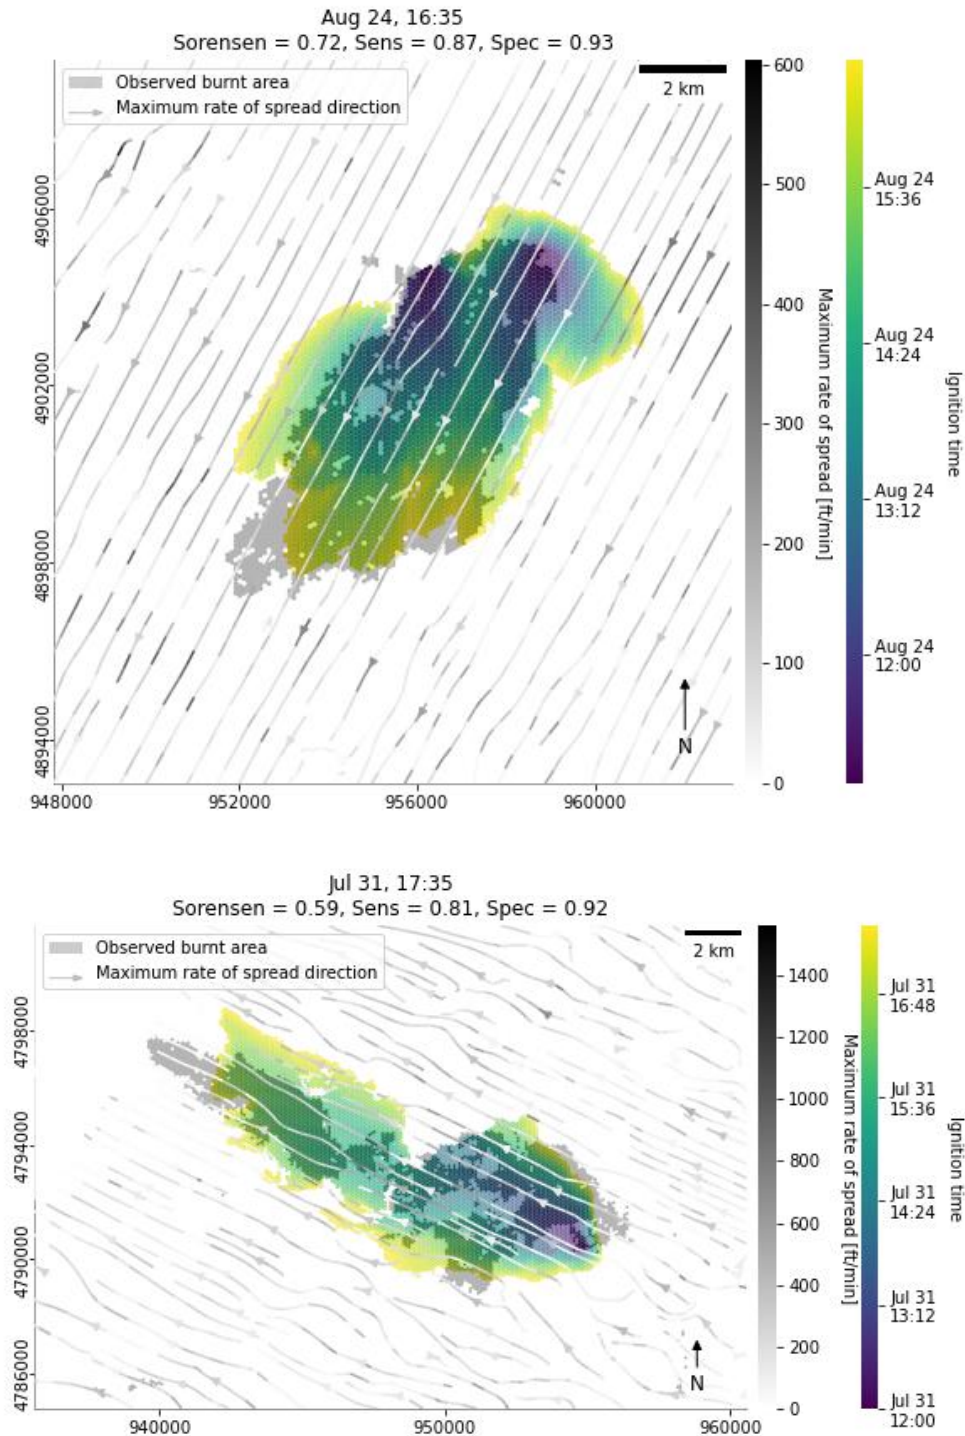 Aug 24, 16:35
Sorensen = 0.72, Sens = 0.87, Spec = 0.93
Observed burnt area
Maximum rate of spread direction
2 km
4906000
4902000
4898000
4894000
948000
952000
956000
960000
N
600
500
400
300
200
100
0
Maximum rate of spread [ft/min]
Aug 24
15:36
Aug 24
14:24
Aug 24
13:12
Aug 24
12:00
Ignition time
Jul 31, 17:35
Sorensen = 0.59, Sens = 0.81, Spec = 0.92
Observed burnt area
Maximum rate of spread direction
2 km
4798000
4794000
4790000
4786000
940000
950000
960000
N
1400
1200
1000
800
600
400
200
0
Maximum rate of spread [ft/min]
Jul 31
16:48
Jul 31
15:36
Jul 31
14:24
Jul 31
13:12
Jul 31
12:00
Ignition time